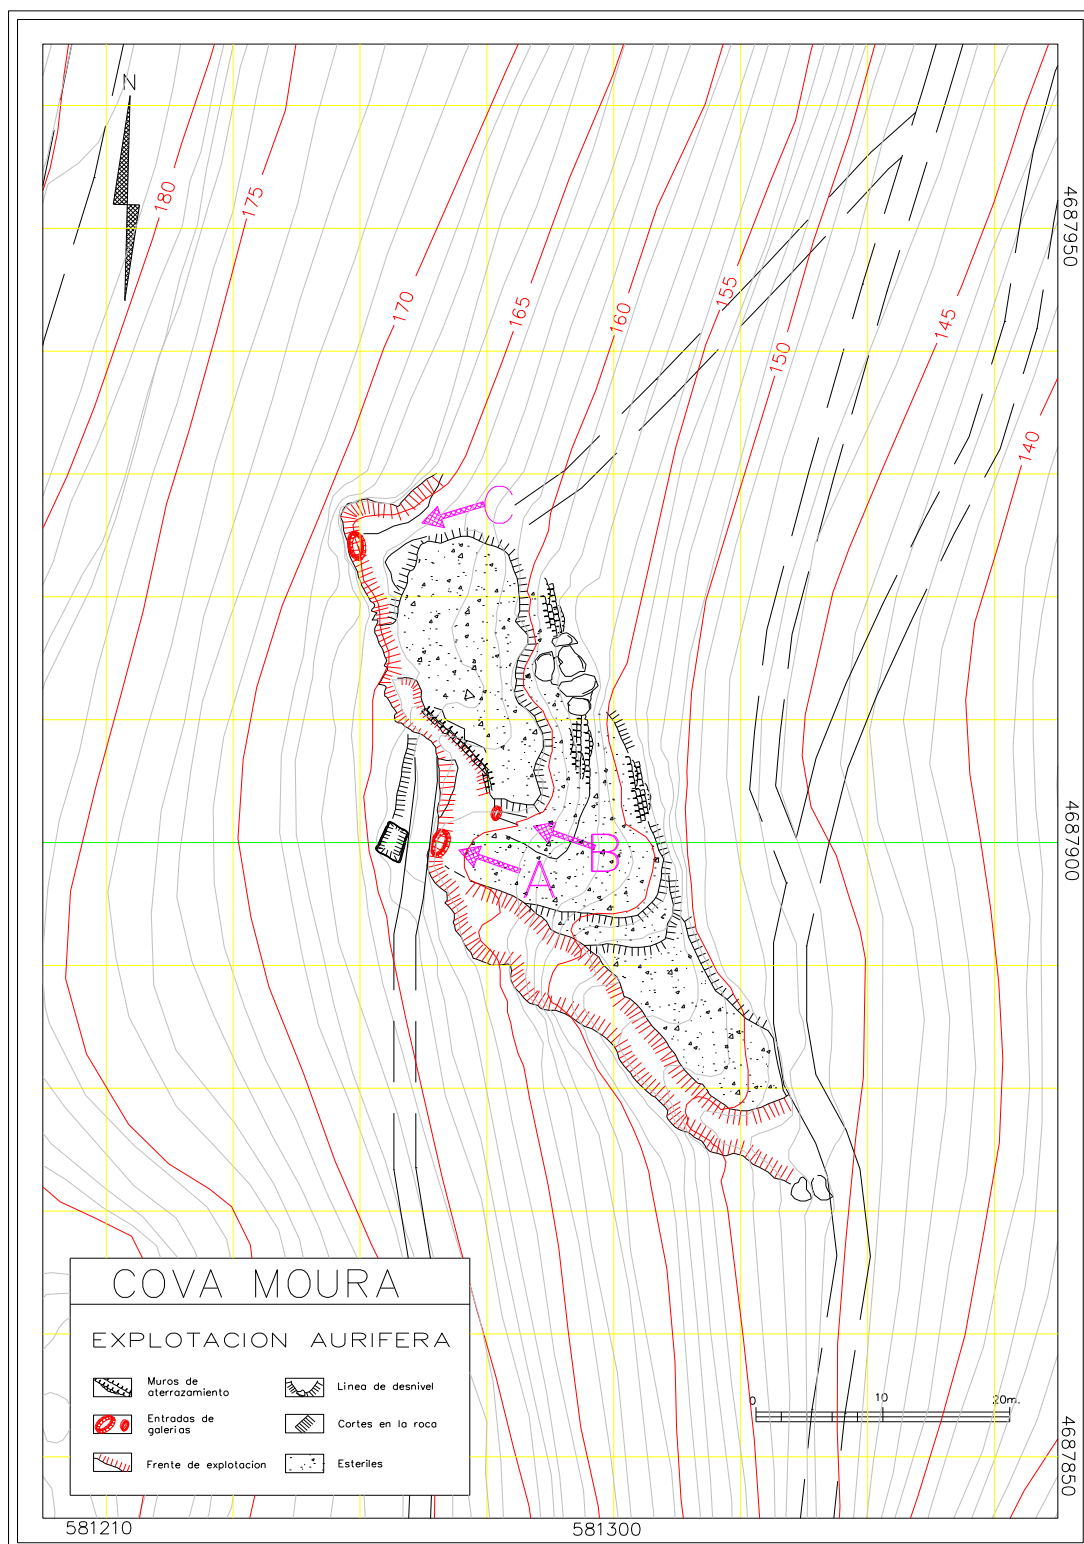 N
180
175
170
165
160
155
150
145
140
4687950
C
B
A
4687900
COVA MOURA
EXPLOTACION AURIFERA
Muros de
aterrazamiento
Linea de desnivel
Entradas de
galerias
Cortes en la roca
Frente de explotacion
Esteriles
0
10
20m.
4687850
581210
581300